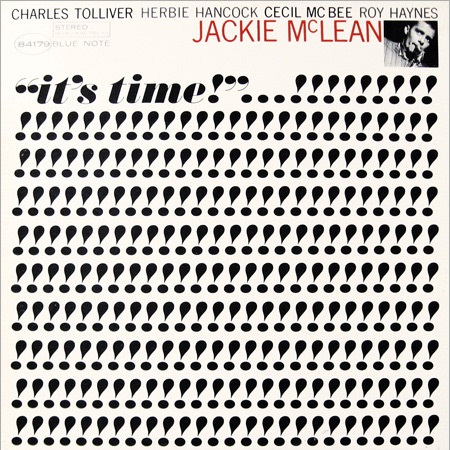 CHARLES TOLLIVER HERBIE HANCOCK CECIL MCBEE ROY HAYNES
STEREO
84179 BLUE NOTE
JACKIE McLEAN
“it's time!”...!!!!!!!!
!!!!!!!!!!!!!!!!!!!!!!!
!!!!!!!!!!!!!!!!!!!!!!!
!!!!!!!!!!!!!!!!!!!!!!!
!!!!!!!!!!!!!!!!!!!!!!!
!!!!!!!!!!!!!!!!!!!!!!!
!!!!!!!!!!!!!!!!!!!!!!!
!!!!!!!!!!!!!!!!!!!!!!!
!!!!!!!!!!!!!!!!!!!!!!!
!!!!!!!!!!!!!!!!!!!!!!!